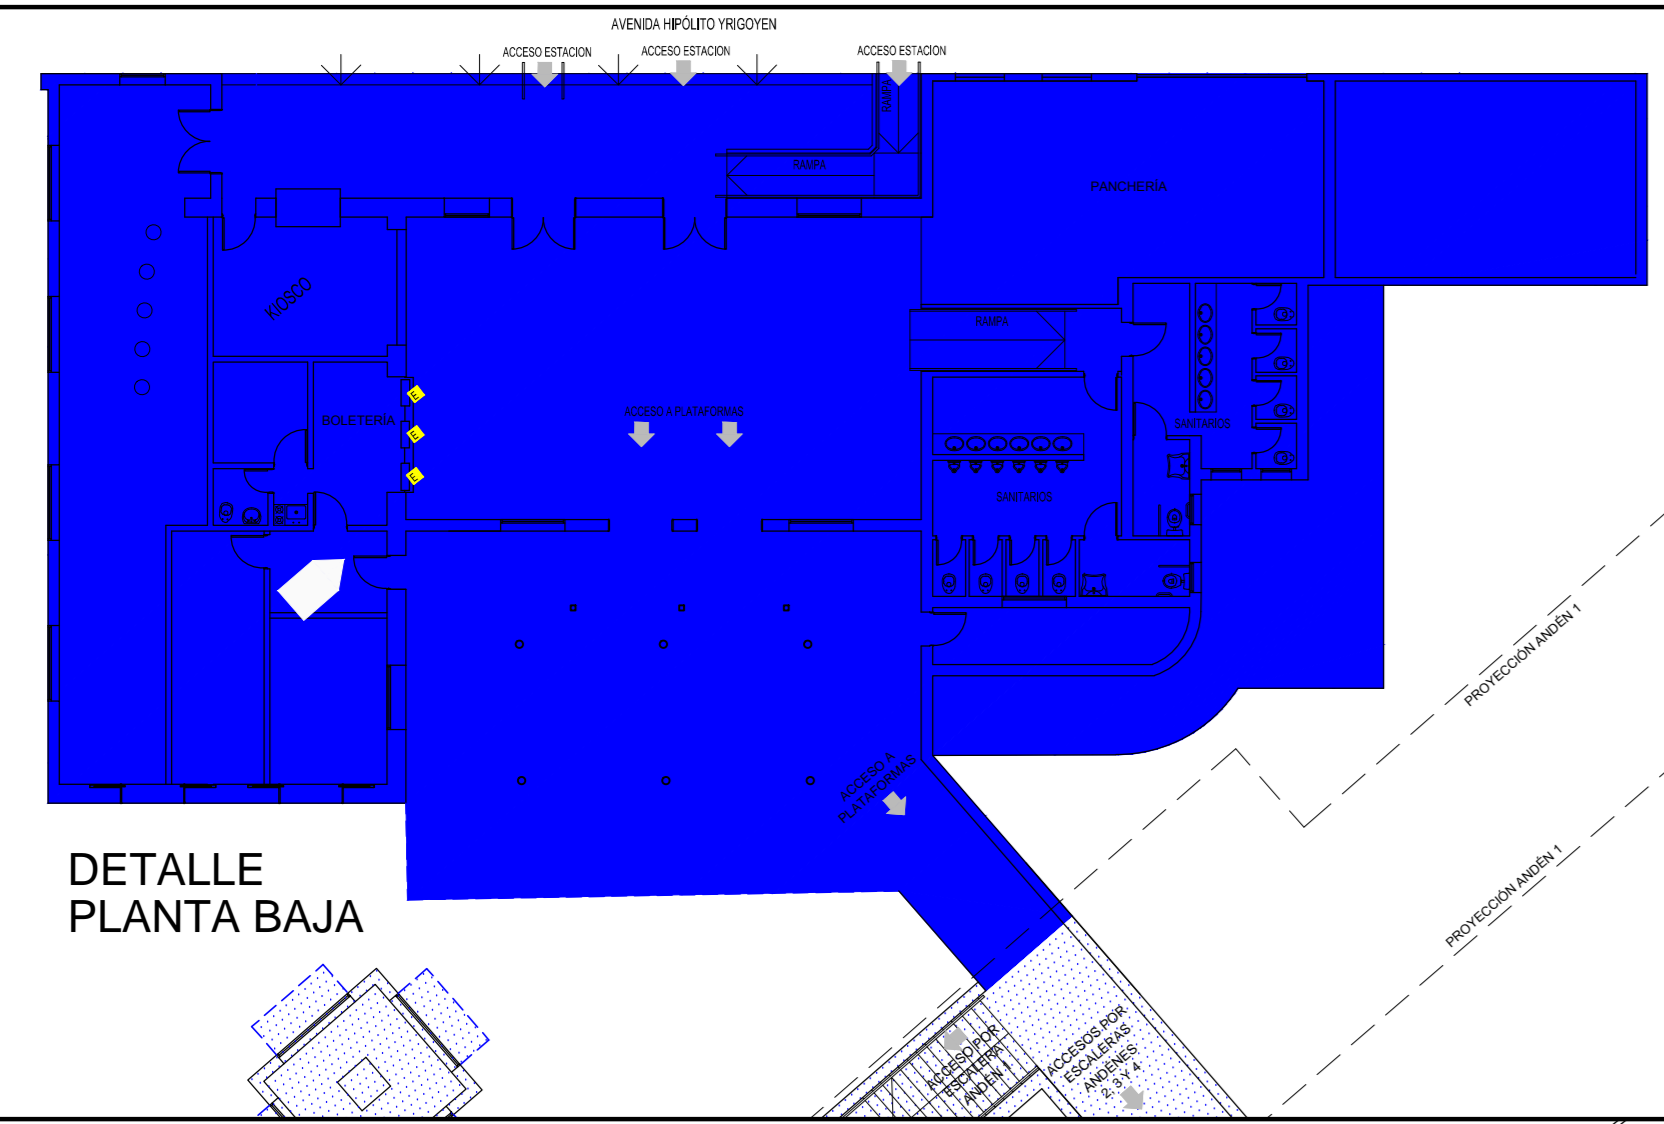 AVENIDA HIPÓLITO YRIGOYEN
ACCESO ESTACION
ACCESO ESTACION
ACCESO ESTACION
RAMPA
RAMPA
PANCHERÍA
KIOSCO
RAMPA
BOLETERÍA
E
E
E
ACCESO A PLATAFORMAS
SANITARIOS
SANITARIOS
PROYECCIÓN ANDÉN 1
ACCESO A
PLATAFORMAS
DETALLE
PLANTA BAJA
PROYECCIÓN ANDÉN 1
ACCESO POR
ESCALERA
ANDÉN 1
ACCESOS POR
ESCALERAS
ANDENES
2, 3 Y 4